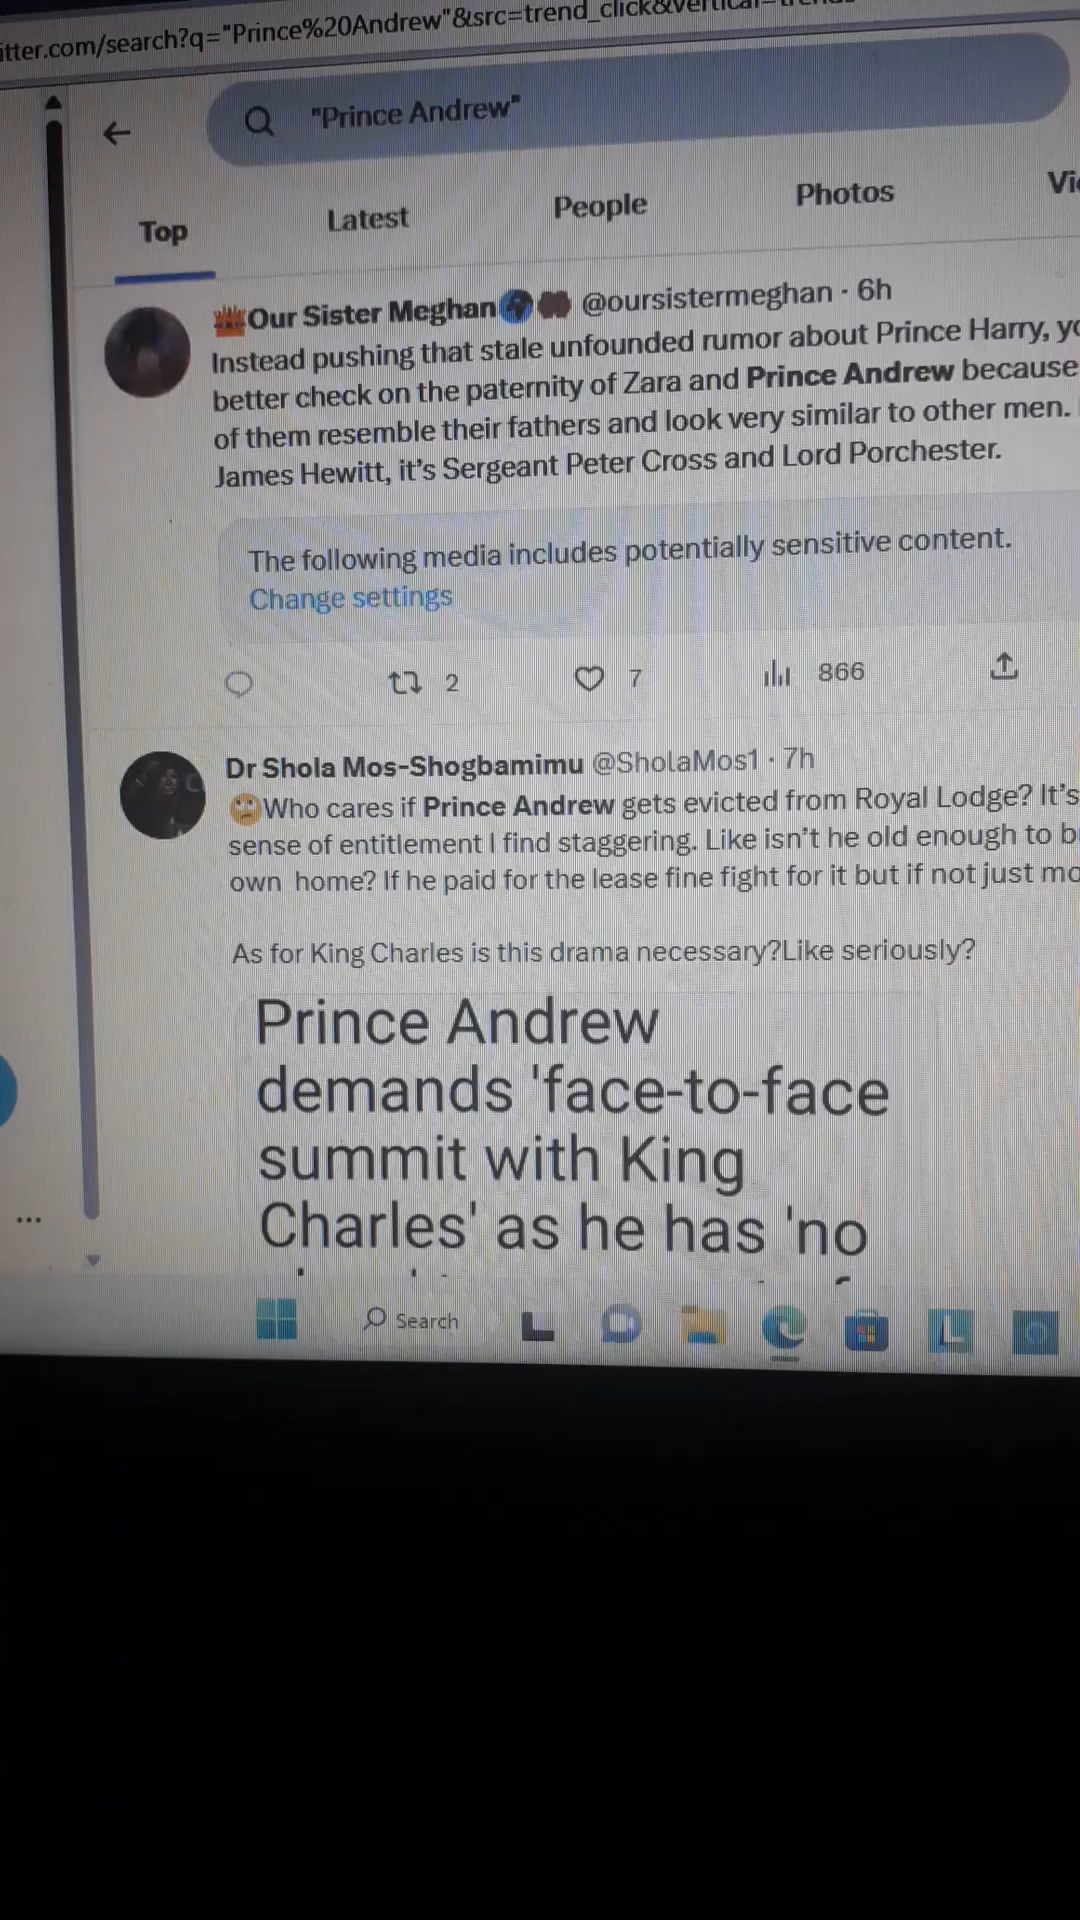 itter.com/search?q="Prince%20Andrew"&src=trend_click&vertical=
"Prince Andrew"
Top Latest People Photos
Our Sister Meghan @oursistermeghan · 6h
Instead pushing that stale unfounded rumor about Prince Harry,
better check on the paternity of Zara and Prince Andrew because
of them resemble their fathers and look very similar to other men.
James Hewitt, it's Sergeant Peter Cross and Lord Porchester.
The following media includes potentially sensitive content.
Change settings
2 7 866
Dr Shola Mos-Shogbamimu @SholaMos1 · 7h
🙄Who cares if Prince Andrew gets evicted from Royal Lodge? It's
sense of entitlement I find staggering. Like isn't he old enough to b
own home? If he paid for the lease fine fight for it but if not just mo
As for King Charles is this drama necessary?Like seriously?
Prince Andrew
demands 'face-to-face
summit with King
Charles' as he has 'no
Search